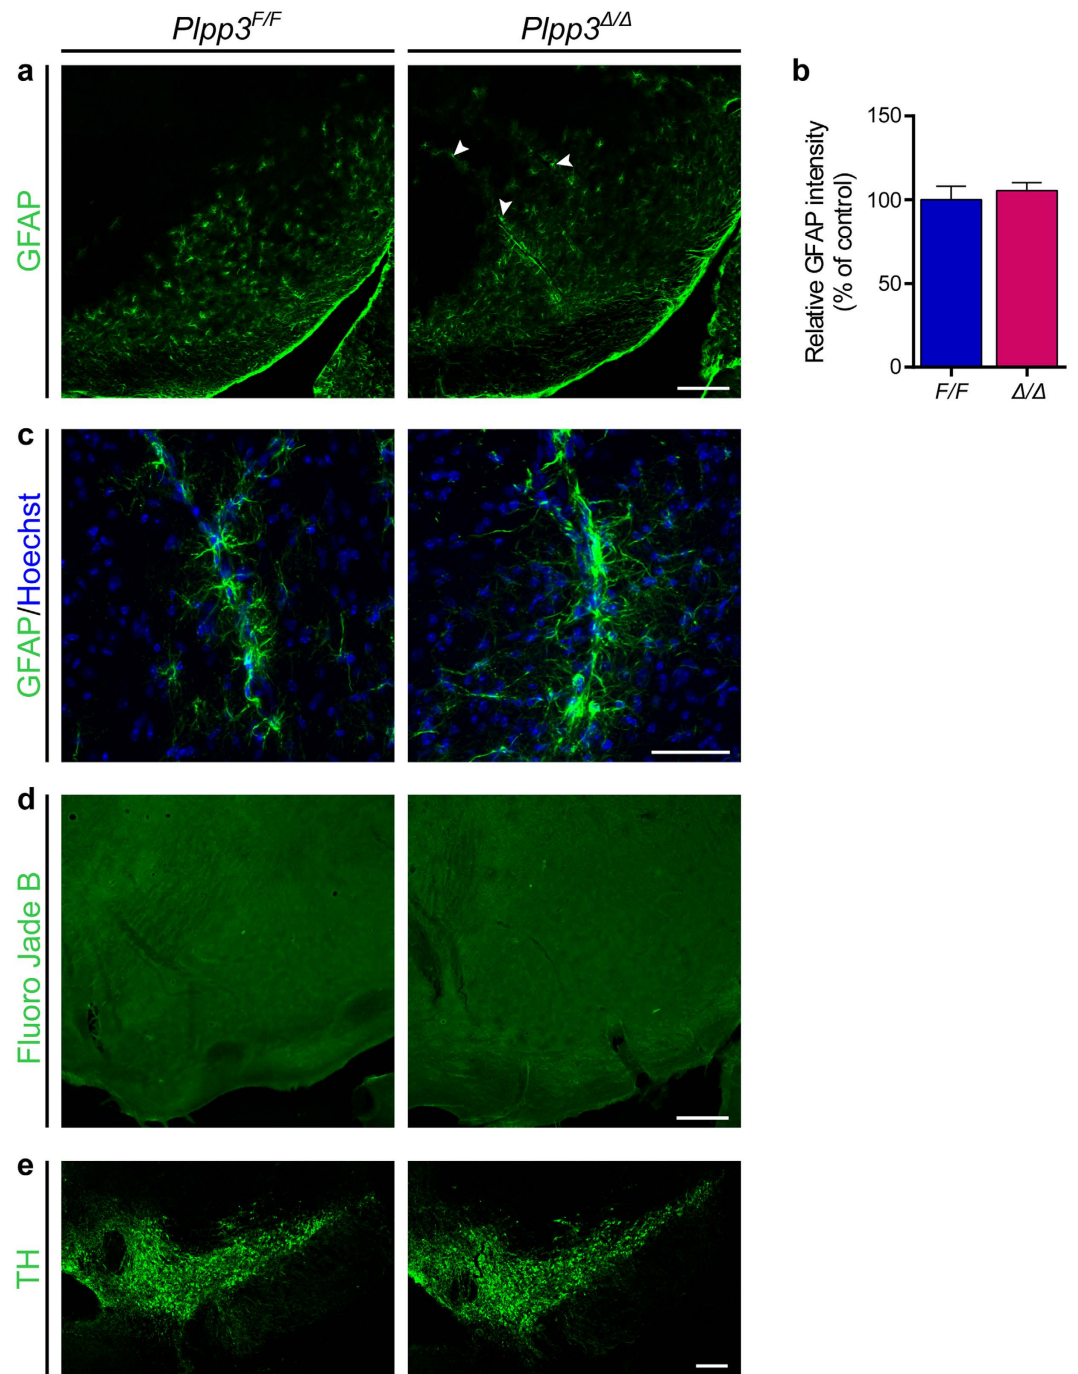 Plpp3F/F
Plpp3Δ/Δ
a
GFAP
b
Relative GFAP intensity
(% of control)
150
100
50
0
F/F
Δ/Δ
c
GFAP/Hoechst
d
Fluoro Jade B
e
TH